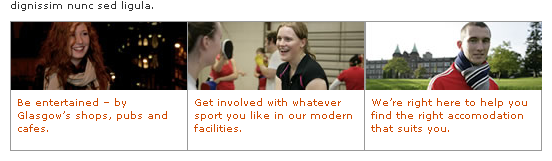 dignissim nunc sed ligula.
Be entertained – by
Glasgow's shops, pubs and
cafes.
Get involved with whatever
sport you like in our modern
facilities.
We're right here to help you
find the right accomodation
that suits you.